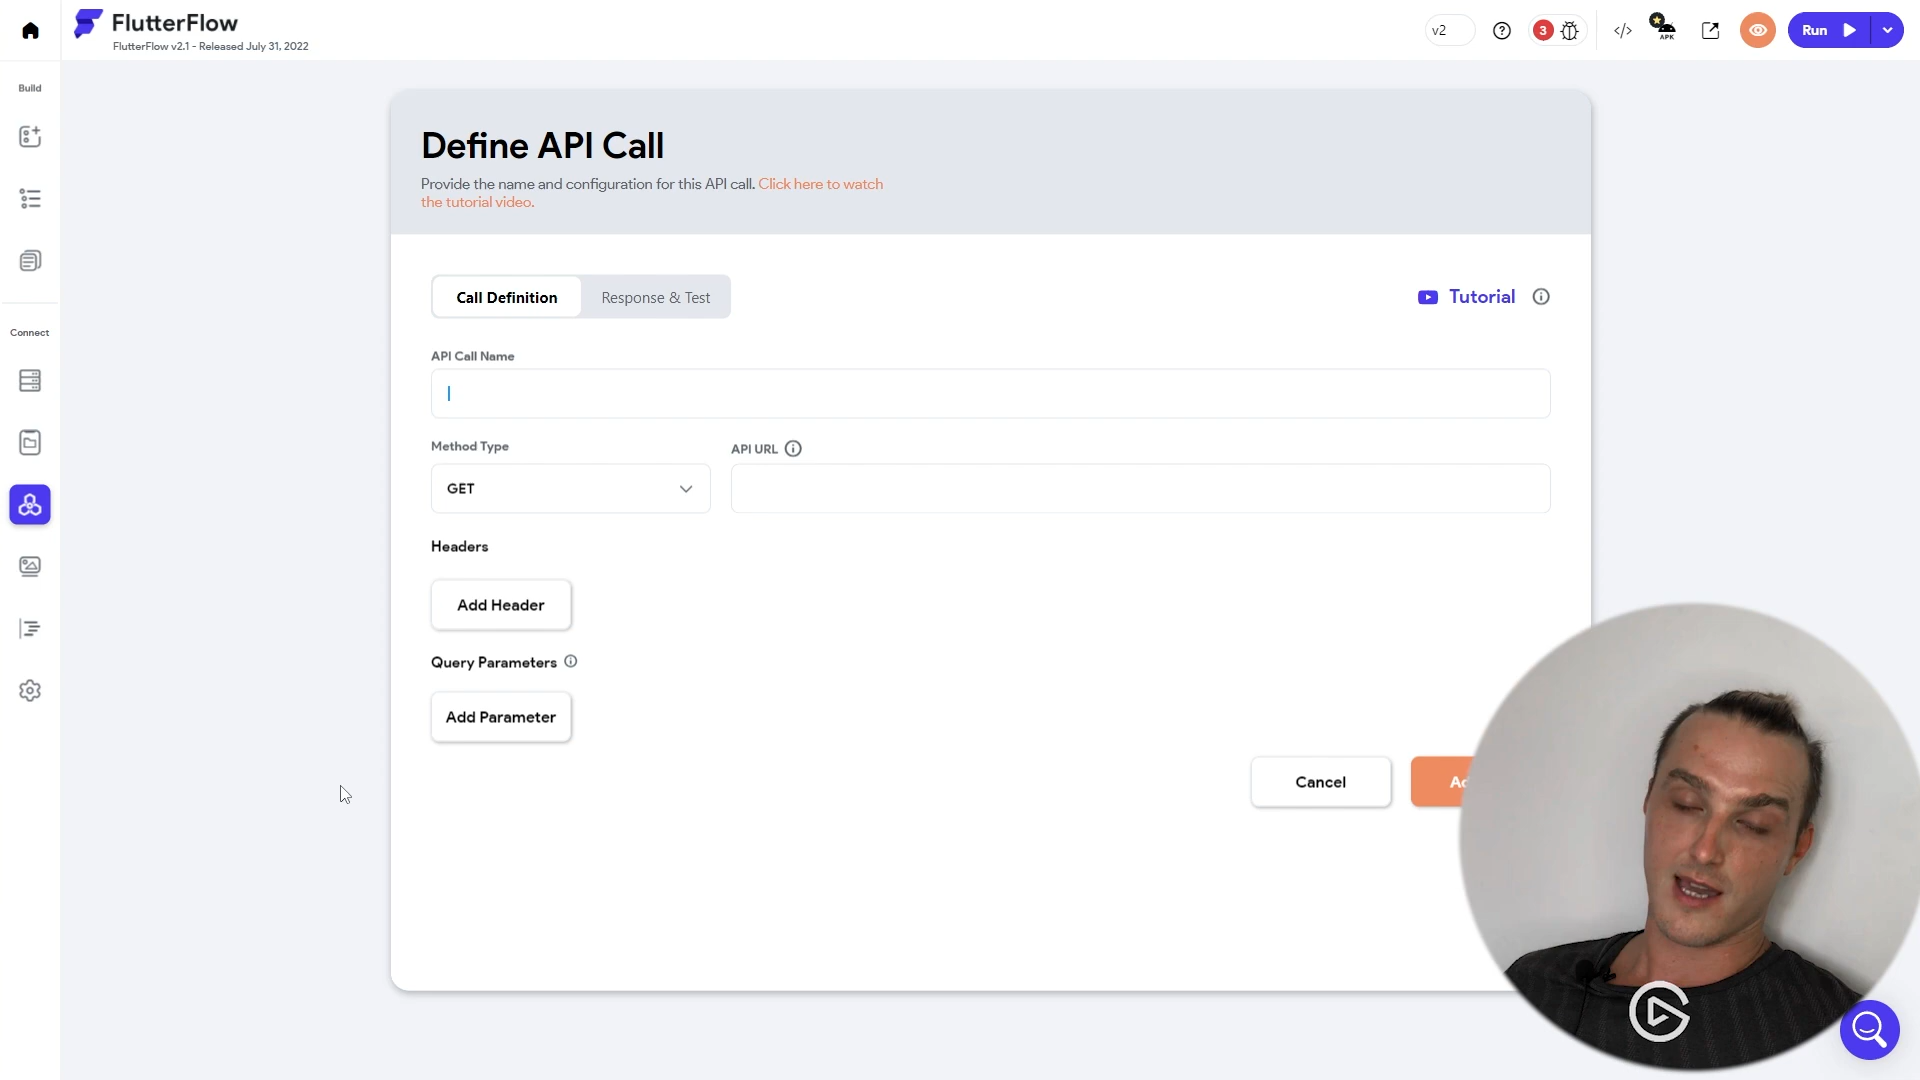 FlutterFlow
FlutterFlow v2.1 - Released July 31, 2022
v2
3
</>
APK
Run
Build
Connect
Define API Call
Provide the name and configuration for this API call. Click here to watch
the tutorial video.
Call Definition
Response & Test
Tutorial
API Call Name
Method Type
API URL
GET
Headers
Add Header
Query Parameters
Add Parameter
Cancel